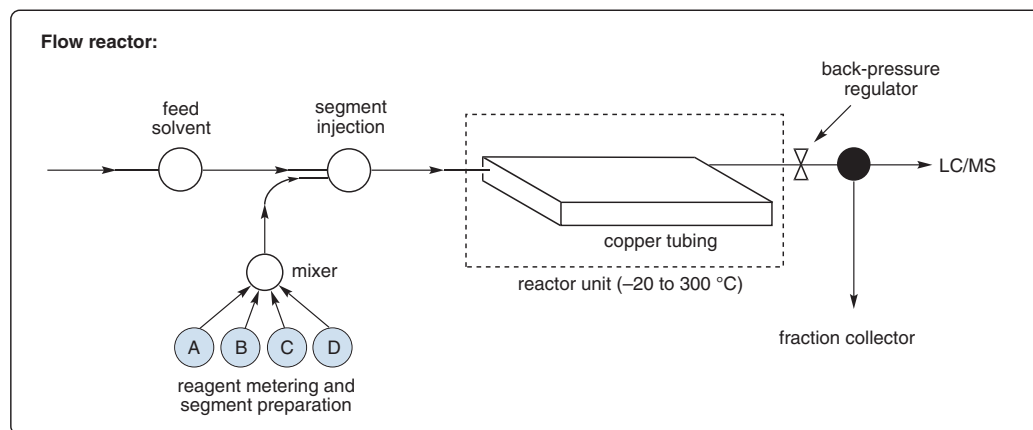 Flow reactor:
feed
solvent
segment
injection
back-pressure
regulator
LC/MS
copper tubing
mixer
reactor unit (–20 to 300 °C)
A B C D
fraction collector
reagent metering and
segment preparation